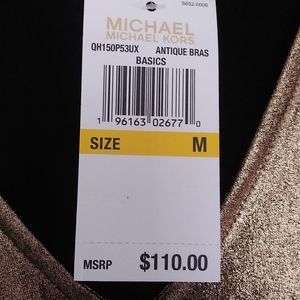 S652-0006
MICHAEL
MICHAEL KORS
QH150P53UX ANTIQUE BRAS
BASICS
1 96163 02677 0
SIZE M
MSRP $110.00